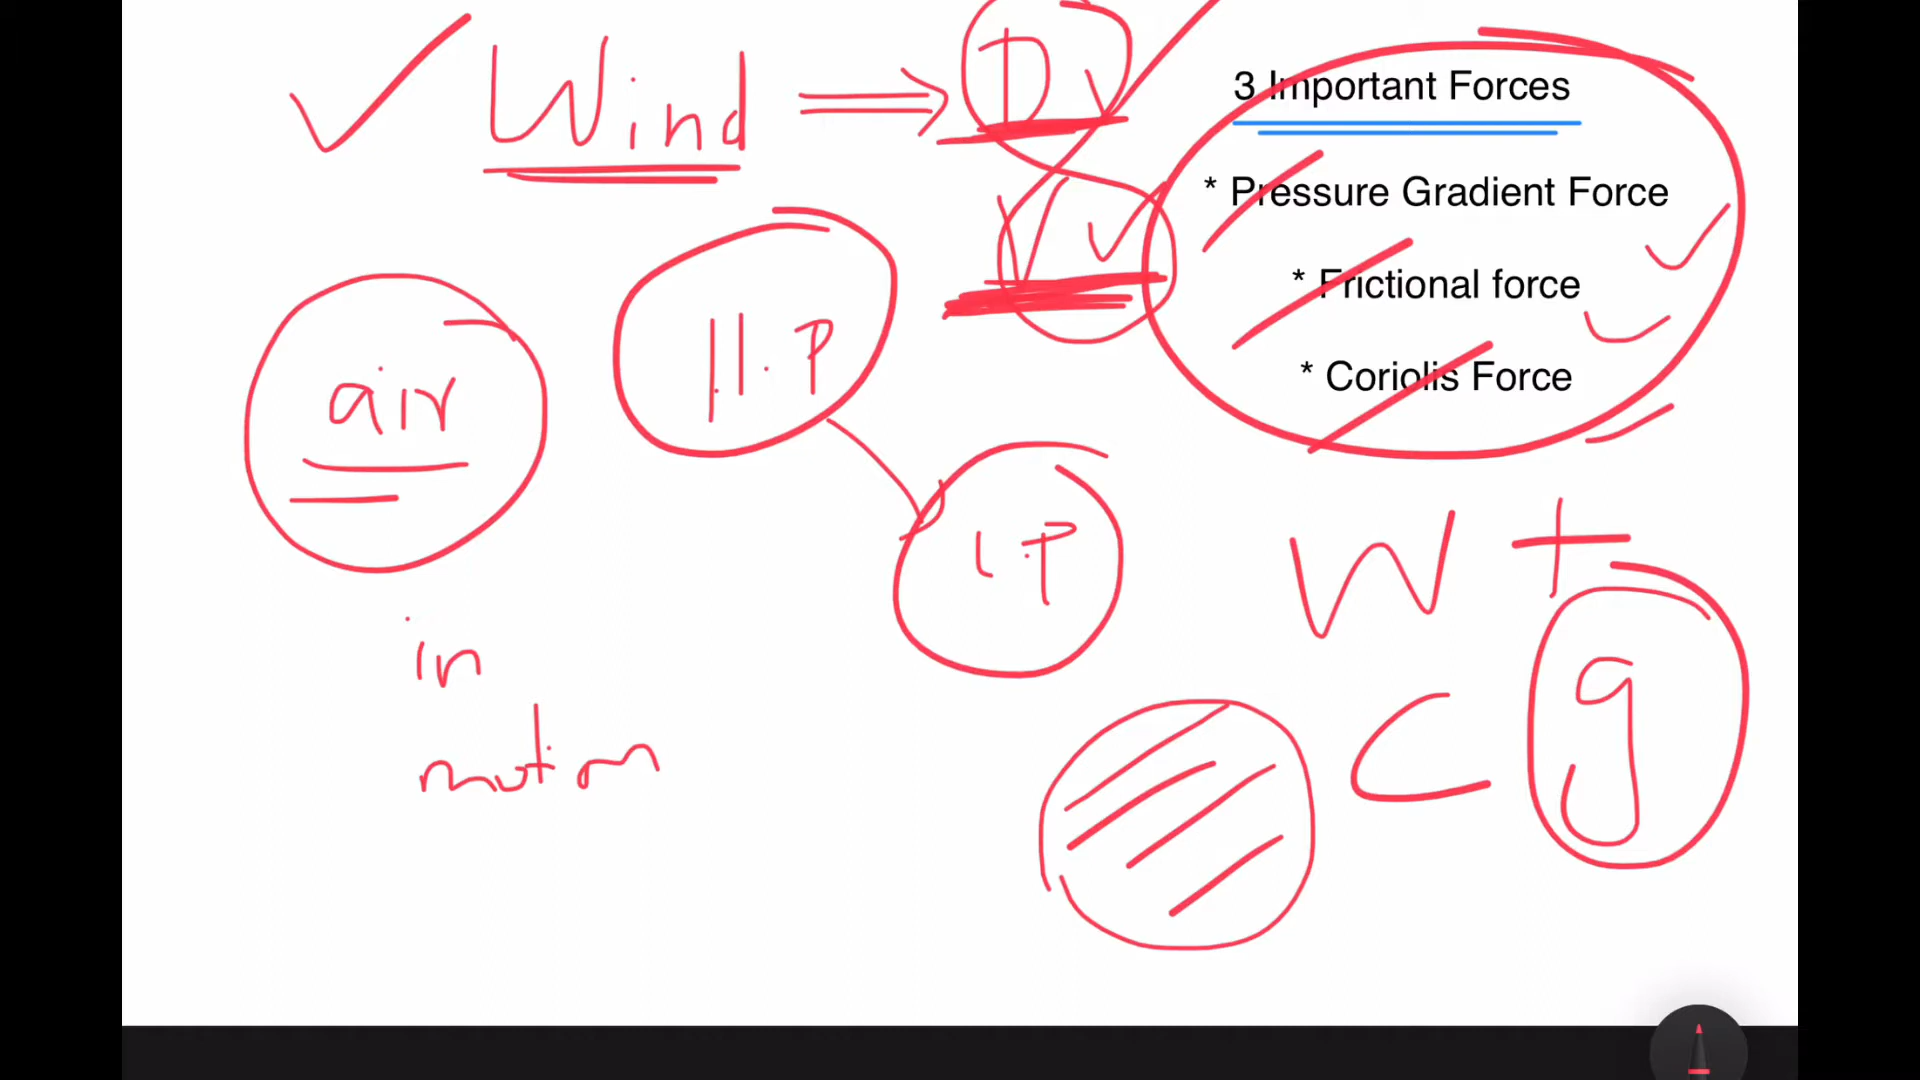 Wind ⇒ D
V
3 Important Forces
* Pressure Gradient Force
* Frictional force
* Coriolis Force
H.P
air
L.P
in
motion
W +
C g